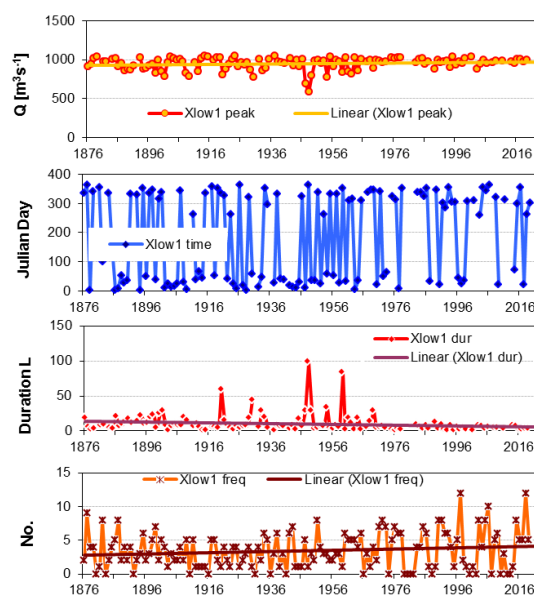 1500
1000
500
0
Q [m³s⁻¹]
Xlow1 peak
Linear (Xlow1 peak)
1876 1896 1916 1936 1956 1976 1996 2016
400
300
200
100
0
Julian Day
Xlow1 time
1876 1896 1916 1936 1956 1976 1996 2016
150
100
50
0
Duration L
Xlow1 dur
Linear (Xlow1 dur)
1876 1896 1916 1936 1956 1976 1996 2016
15
10
5
0
No.
Xlow1 freq
Linear (Xlow1 freq)
1876 1896 1916 1936 1956 1976 1996 2016